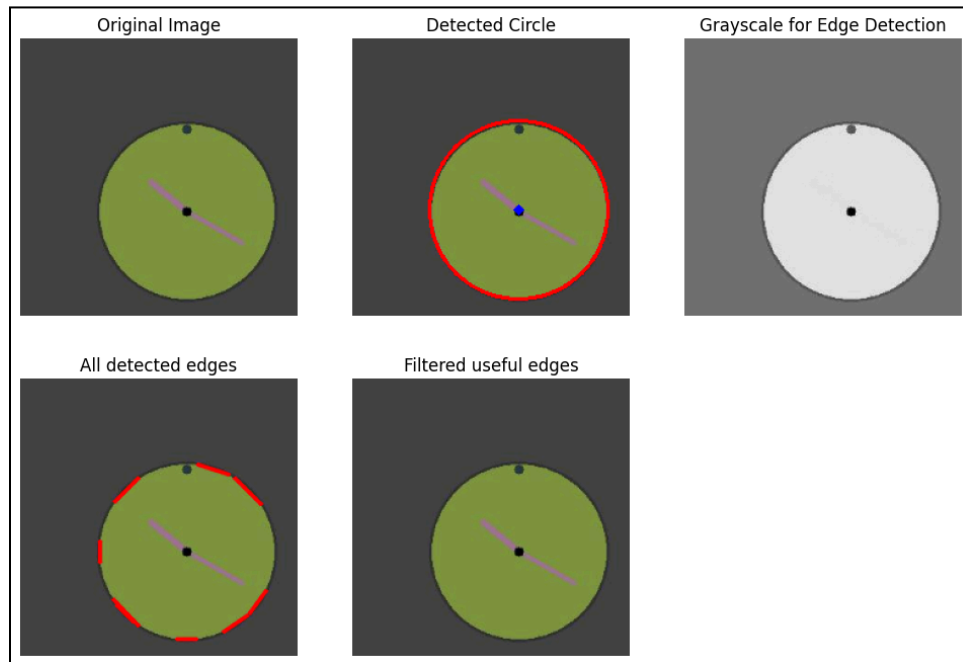 Original Image
Detected Circle
Grayscale for Edge Detection
All detected edges
Filtered useful edges